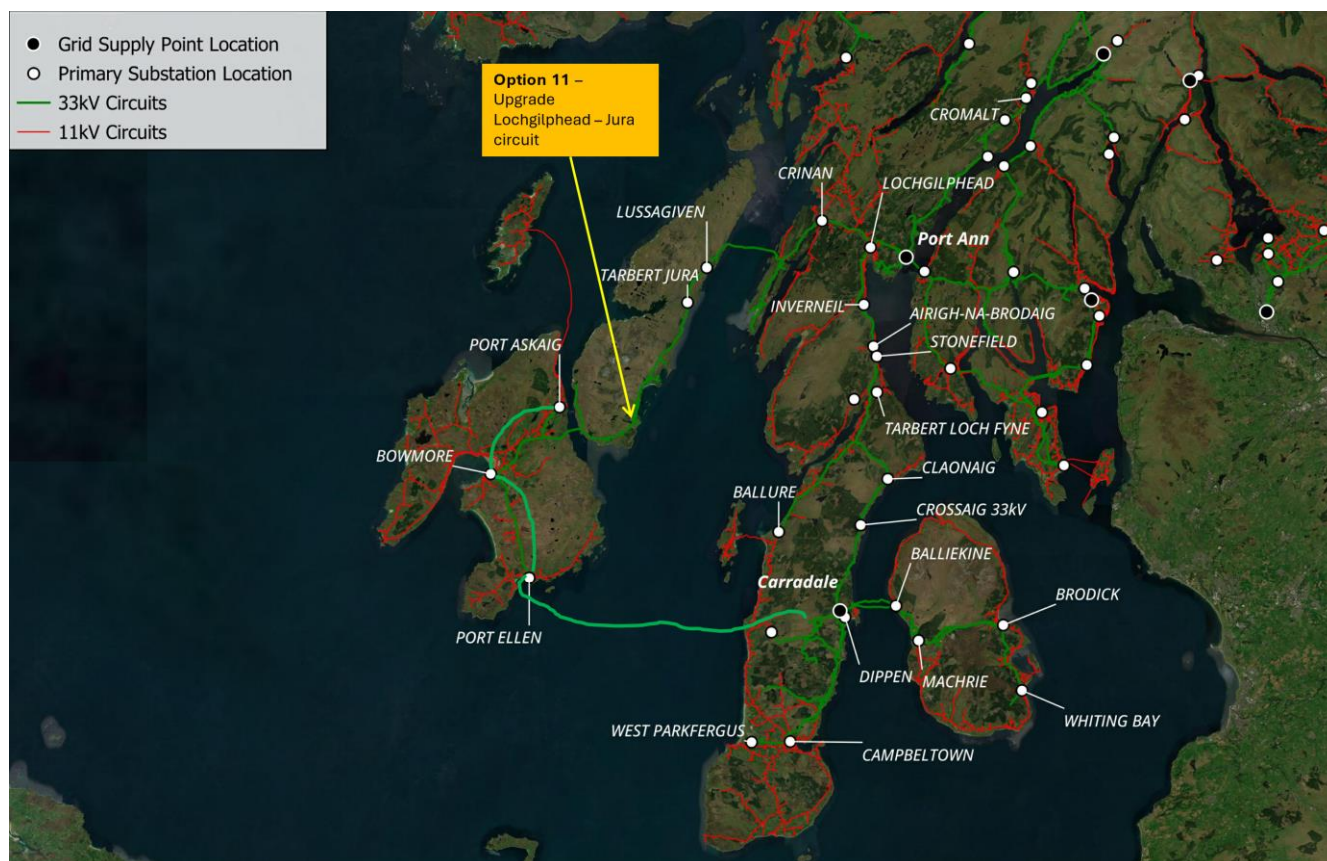 Grid Supply Point Location
Primary Substation Location
33kV Circuits
11kV Circuits
Option 11 –
Upgrade
Lochgilphead – Jura
circuit
CROMALT
CRINAN
LOCHGILPHEAD
LUSSAGIVEN
Port Ann
TARBERT JURA
INVERNEIL
AIRIGH-NA-BRODAIG
STONEFIELD
PORT ASKAIG
TARBERT LOCH FYNE
BOWMORE
CLAONAIG
BALLURE
CROSSAIG 33kV
BALLIEKINE
Carradale
BRODICK
PORT ELLEN
DIPPEN
MACHRIE
WHITING BAY
WEST PARKFERGUS
CAMPBELTOWN